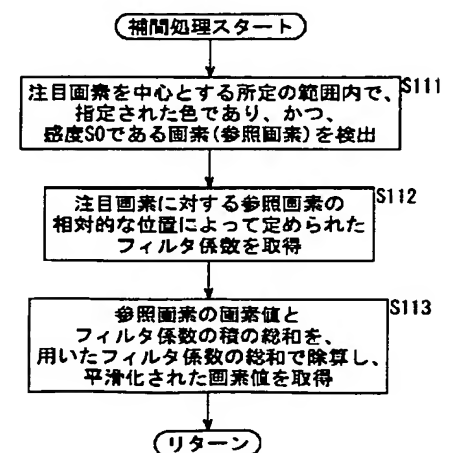 補間処理スタート
S111
注目画素を中心とする所定の範囲内で、
指定された色であり、かつ、
感度S0である画素(参照画素)を検出
S112
注目画素に対する参照画素の
相対的な位置によって定められた
フィルタ係数を取得
S113
参照画素の画素値と
フィルタ係数の積の総和を、
用いたフィルタ係数の総和で除算し、
平滑化された画素値を取得
リターン